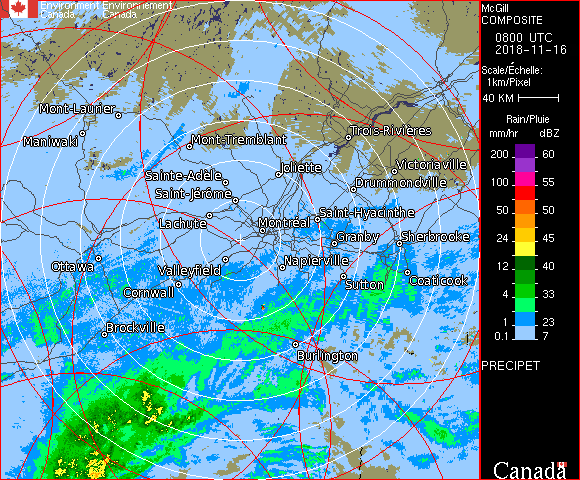 Environment Environnement
Canada Canada
McGill
COMPOSITE
0800 UTC
2018-11-16
Scale/Échelle:
1km/Pixel
40 KM
Rain/Pluie
mm/hr dBZ
200 60
100 55
50 50
24 45
12 40
4 33
1 23
0.1 7
PRECIPET
Canada
Mont-Laurier
Maniwaki
Mont-Tremblant
Trois-Rivières
Joliette
Victoriaville
Sainte-Adèle
Drummondville
Saint-Jérôme
Lachute
Saint-Hyacinthe
Montréal
Granby
Sherbrooke
Ottawa
Valleyfield
Napierville
Coaticook
Cornwall
Sutton
Brockville
Burlington